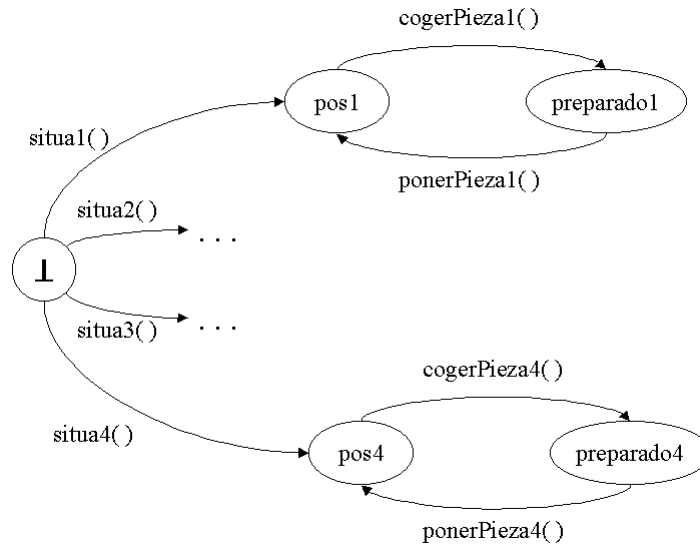 cogerPieza1( )
pos1
preparado1
situa1( )
ponerPieza1( )
situa2( )
. . .
⊥
situa3( )
. . .
cogerPieza4( )
situa4( )
pos4
preparado4
ponerPieza4( )